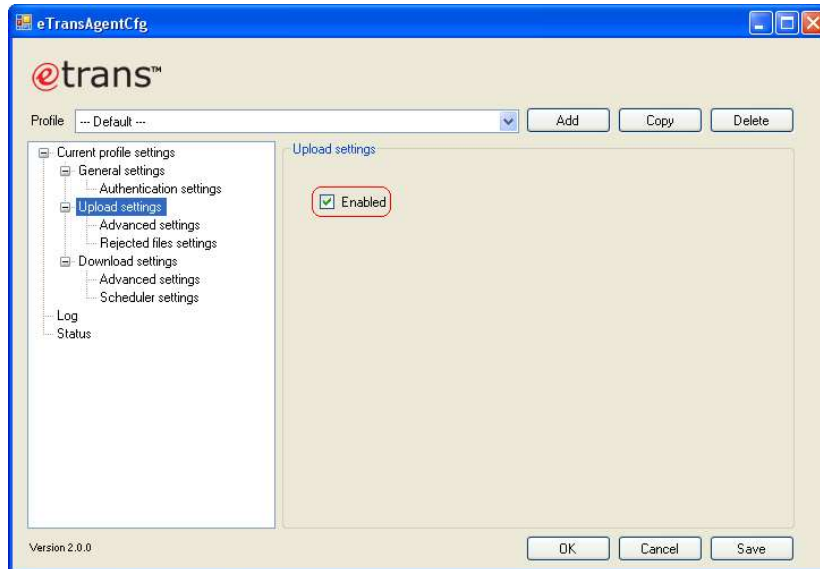 eTransAgentCfg
etrans™
Profile --- Default --- Add Copy Delete
Current profile settings
General settings
Authentication settings
Upload settings
Advanced settings
Rejected files settings
Download settings
Advanced settings
Scheduler settings
Log
Status
Upload settings
Enabled
Version 2.0.0
OK Cancel Save